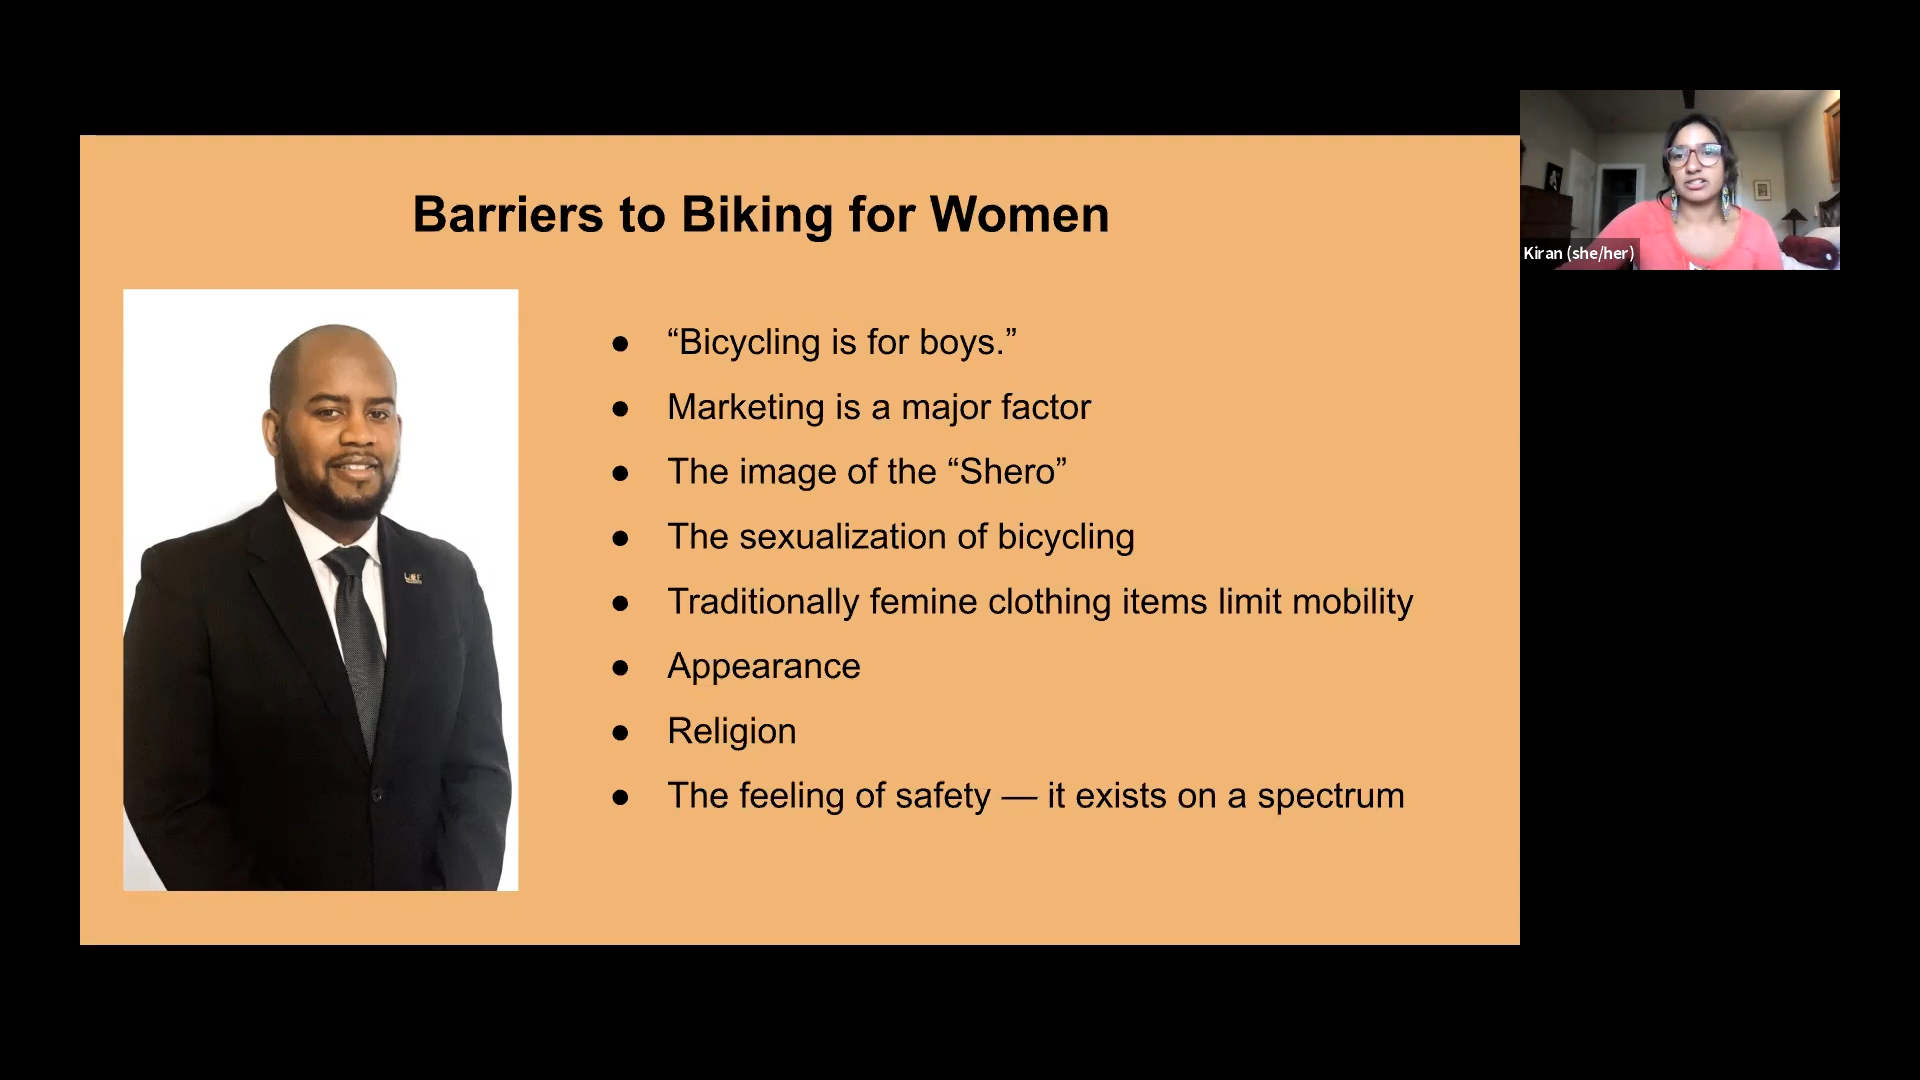 Barriers to Biking for Women
“Bicycling is for boys.”
Marketing is a major factor
The image of the “Shero”
The sexualization of bicycling
Traditionally femine clothing items limit mobility
Appearance
Religion
The feeling of safety — it exists on a spectrum
Kiran (she/her)